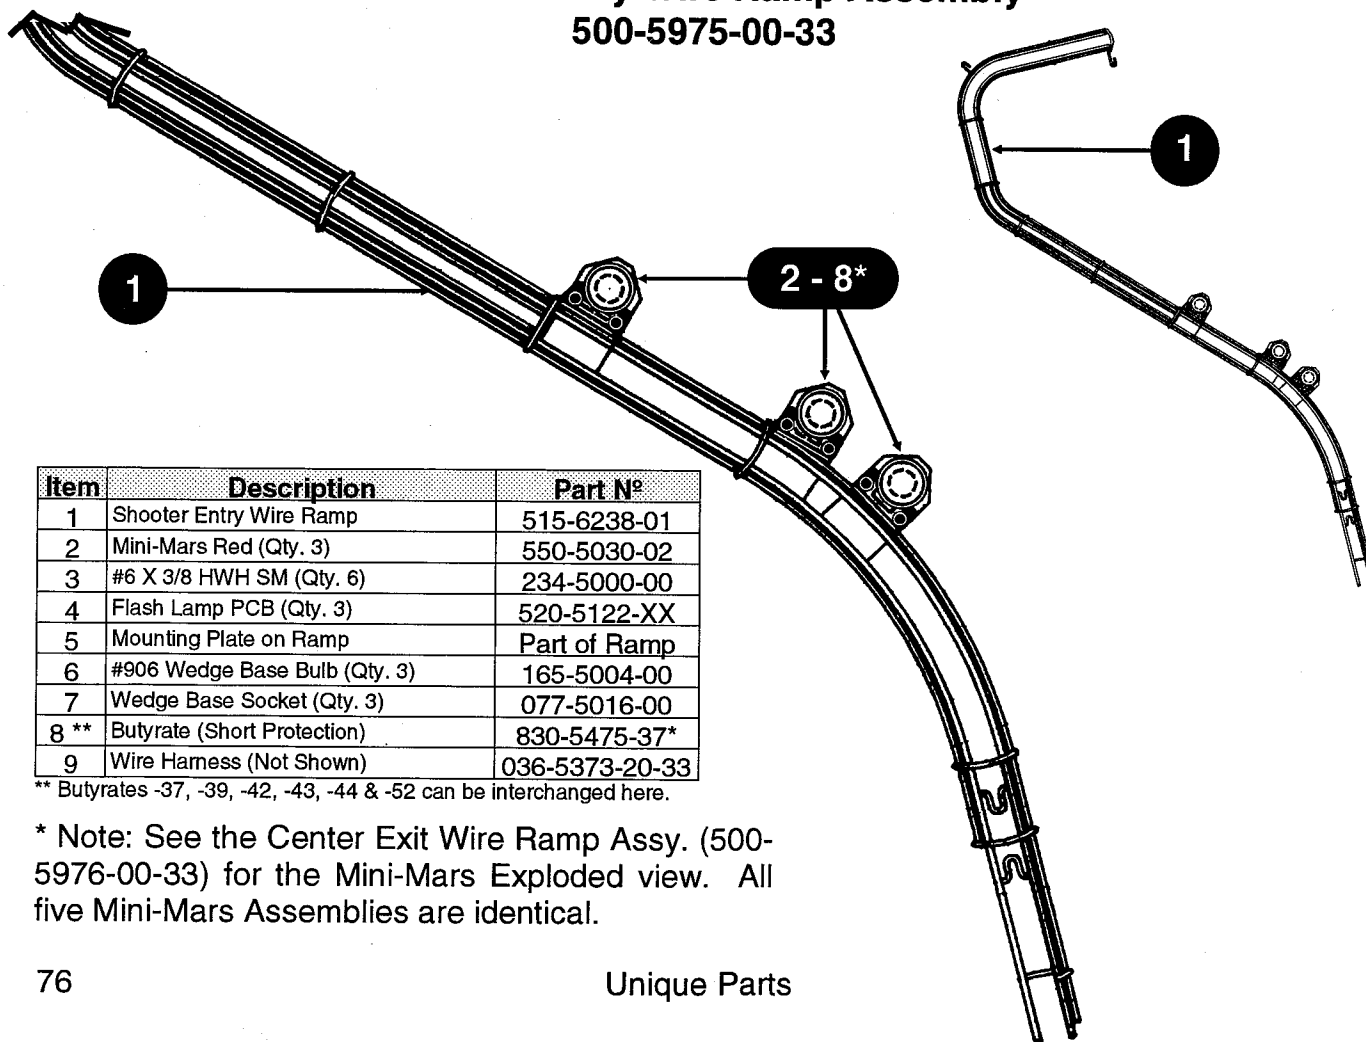 Wire Ramp Assembly
500-5975-00-33
1
1
2 - 8*
Item Description Part Nº
1 Shooter Entry Wire Ramp 515-6238-01
2 Mini-Mars Red (Qty. 3) 550-5030-02
3 #6 X 3/8 HWH SM (Qty. 6) 234-5000-00
4 Flash Lamp PCB (Qty. 3) 520-5122-XX
5 Mounting Plate on Ramp Part of Ramp
6 #906 Wedge Base Bulb (Qty. 3) 165-5004-00
7 Wedge Base Socket (Qty. 3) 077-5016-00
8 ** Butyrate (Short Protection) 830-5475-37*
9 Wire Harness (Not Shown) 036-5373-20-33
** Butyrates -37, -39, -42, -43, -44 & -52 can be interchanged here.
* Note: See the Center Exit Wire Ramp Assy. (500-
5976-00-33) for the Mini-Mars Exploded view. All
five Mini-Mars Assemblies are identical.
76 Unique Parts